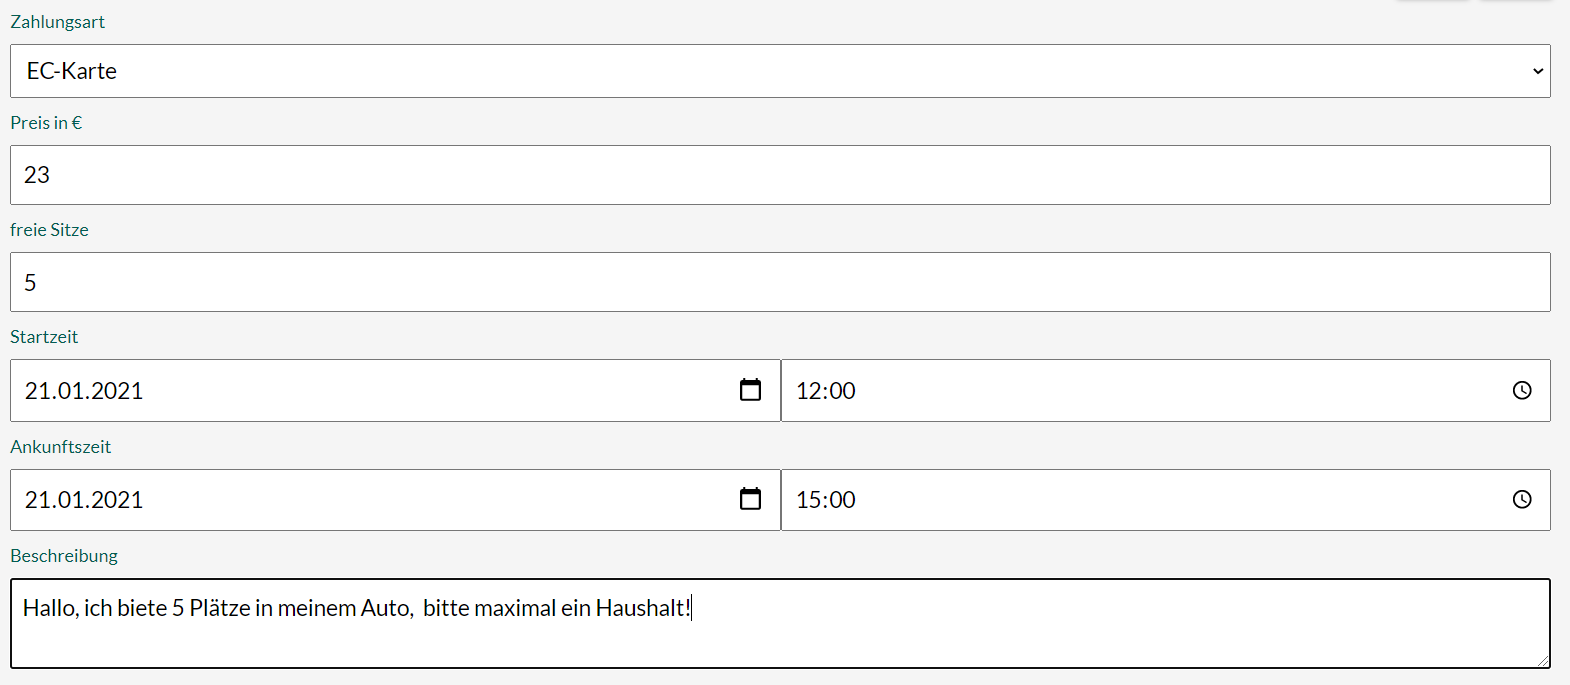 Zahlungsart
EC-Karte
Preis in €
23
freie Sitze
5
Startzeit
21.01.2021 12:00
Ankunftszeit
21.01.2021 15:00
Beschreibung
Hallo, ich biete 5 Plätze in meinem Auto,  bitte maximal ein Haushalt!